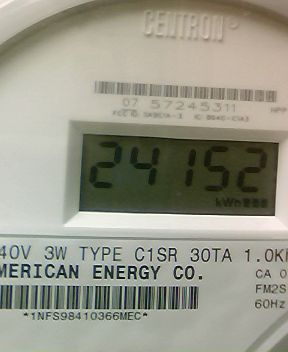 CENTRON®
07 57245311
24152
kWh
40V 3W TYPE C1SR 30TA 1.0K
MERICAN ENERGY CO.
CA 0
FM2S
60Hz
*1NFS98410366MEC*